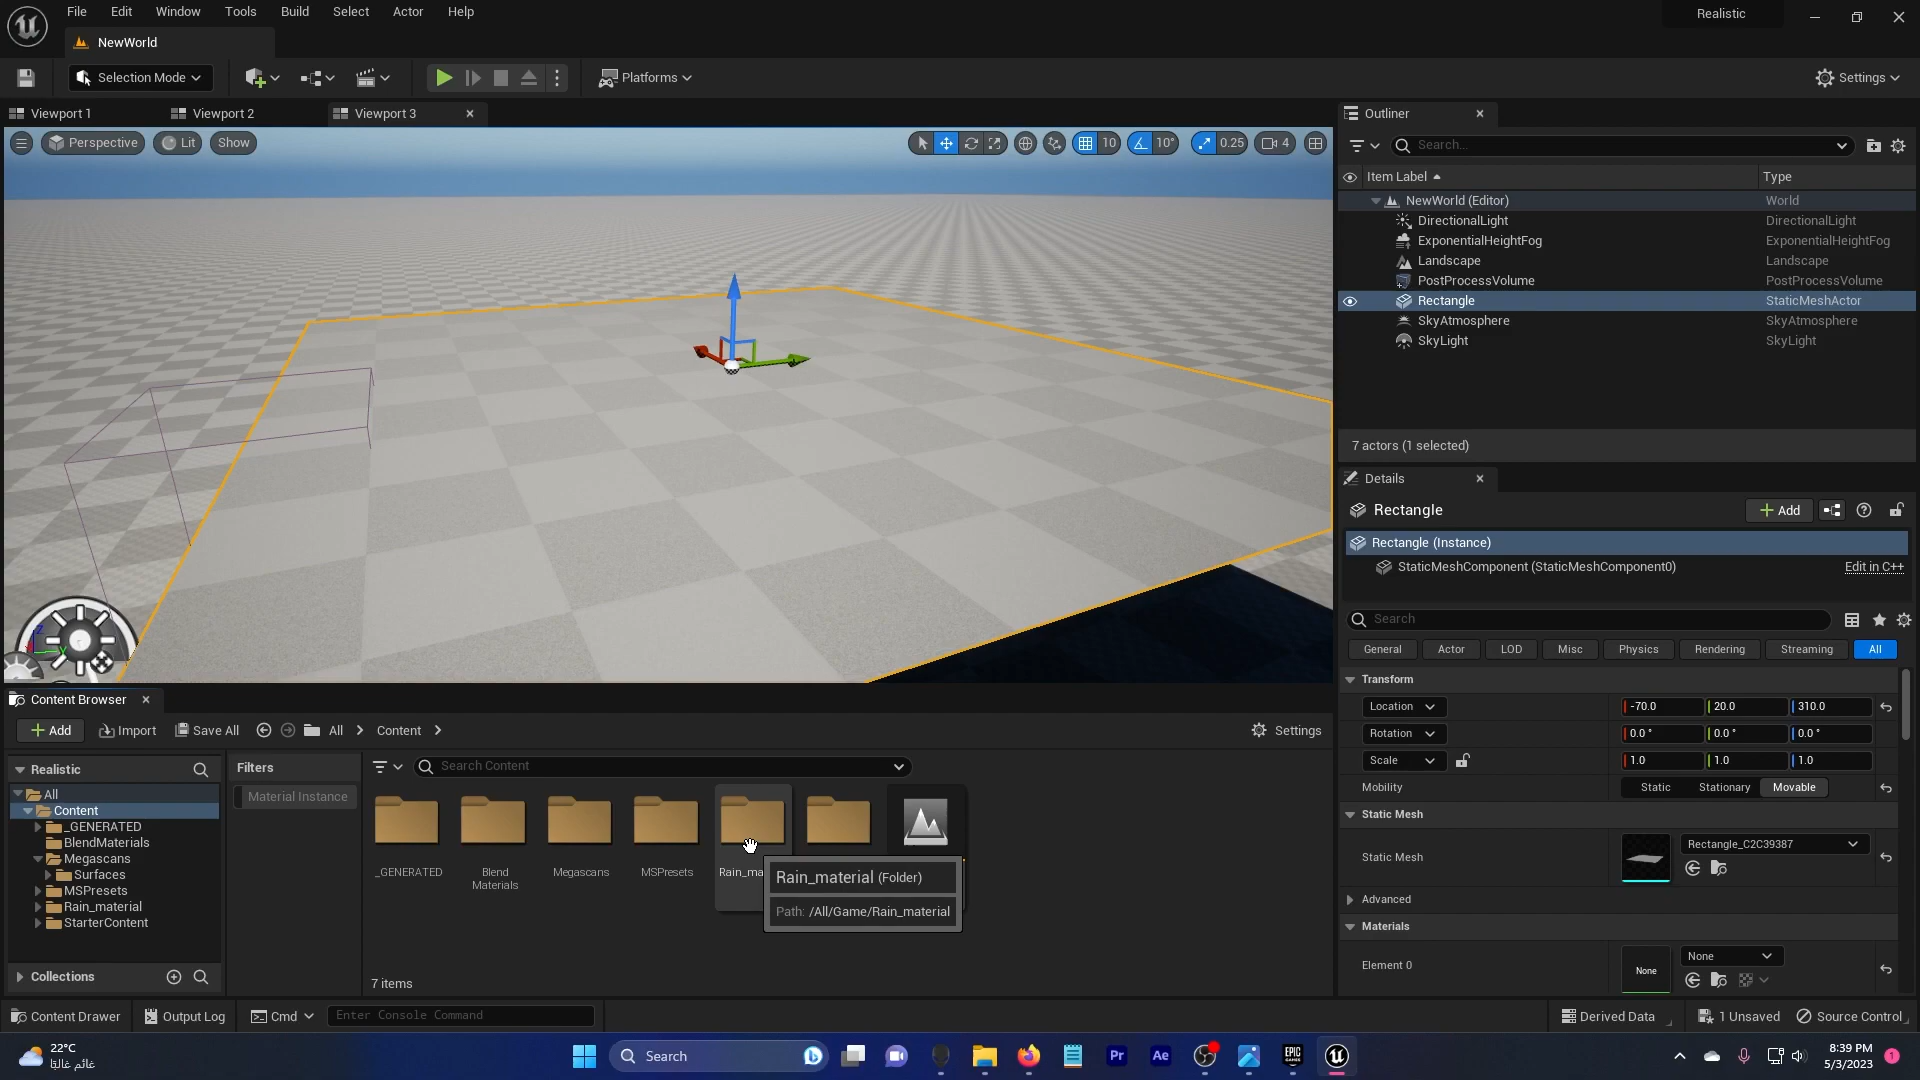 File Edit Window Tools Build Select Actor Help
Realistic
NewWorld
Selection Mode
Platforms
Settings
Viewport 1
Viewport 2
Viewport 3
Perspective
Lit
Show
10
10°
0.25
4
Outliner
Search...
Item Label
Type
NewWorld (Editor) World
DirectionalLight DirectionalLight
ExponentialHeightFog ExponentialHeightFog
Landscape Landscape
PostProcessVolume PostProcessVolume
Rectangle StaticMeshActor
SkyAtmosphere SkyAtmosphere
SkyLight SkyLight
7 actors (1 selected)
Details
Rectangle
Add
Rectangle (Instance)
StaticMeshComponent (StaticMeshComponent0)
Edit in C++
Search
General Actor LOD Misc Physics Rendering Streaming All
Transform
Location -70.0 20.0 310.0
Rotation 0.0° 0.0° 0.0°
Scale 1.0 1.0 1.0
Mobility Static Stationary Movable
Static Mesh
Static Mesh Rectangle_C2C39387
Advanced
Materials
Element 0 None None
Content Browser
Add Import Save All All Content Settings
Realistic
All
Content
_GENERATED
BlendMaterials
Megascans
Surfaces
MSPresets
Rain_material
StarterContent
Collections
Filters
Material Instance
Search Content
_GENERATED
Blend
Materials
Megascans
MSPresets
Rain_ma
Rain_material (Folder)
Path: /All/Game/Rain_material
7 items
Content Drawer Output Log Cmd Enter Console Command Derived Data 1 Unsaved Source Control
22°C
غائم غالبًا
Search
Pr
Ae
EPIC
GAMES
8:39 PM
5/3/2023
1